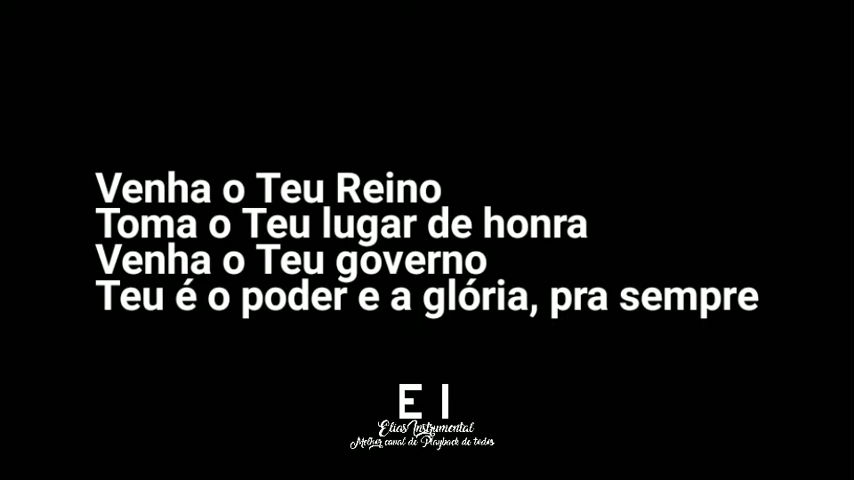 Venha o Teu Reino
Toma o Teu lugar de honra
Venha o Teu governo
Teu é o poder e a glória, pra sempre
E I
Elias Instrumental
Melhor canal de Playback de todos